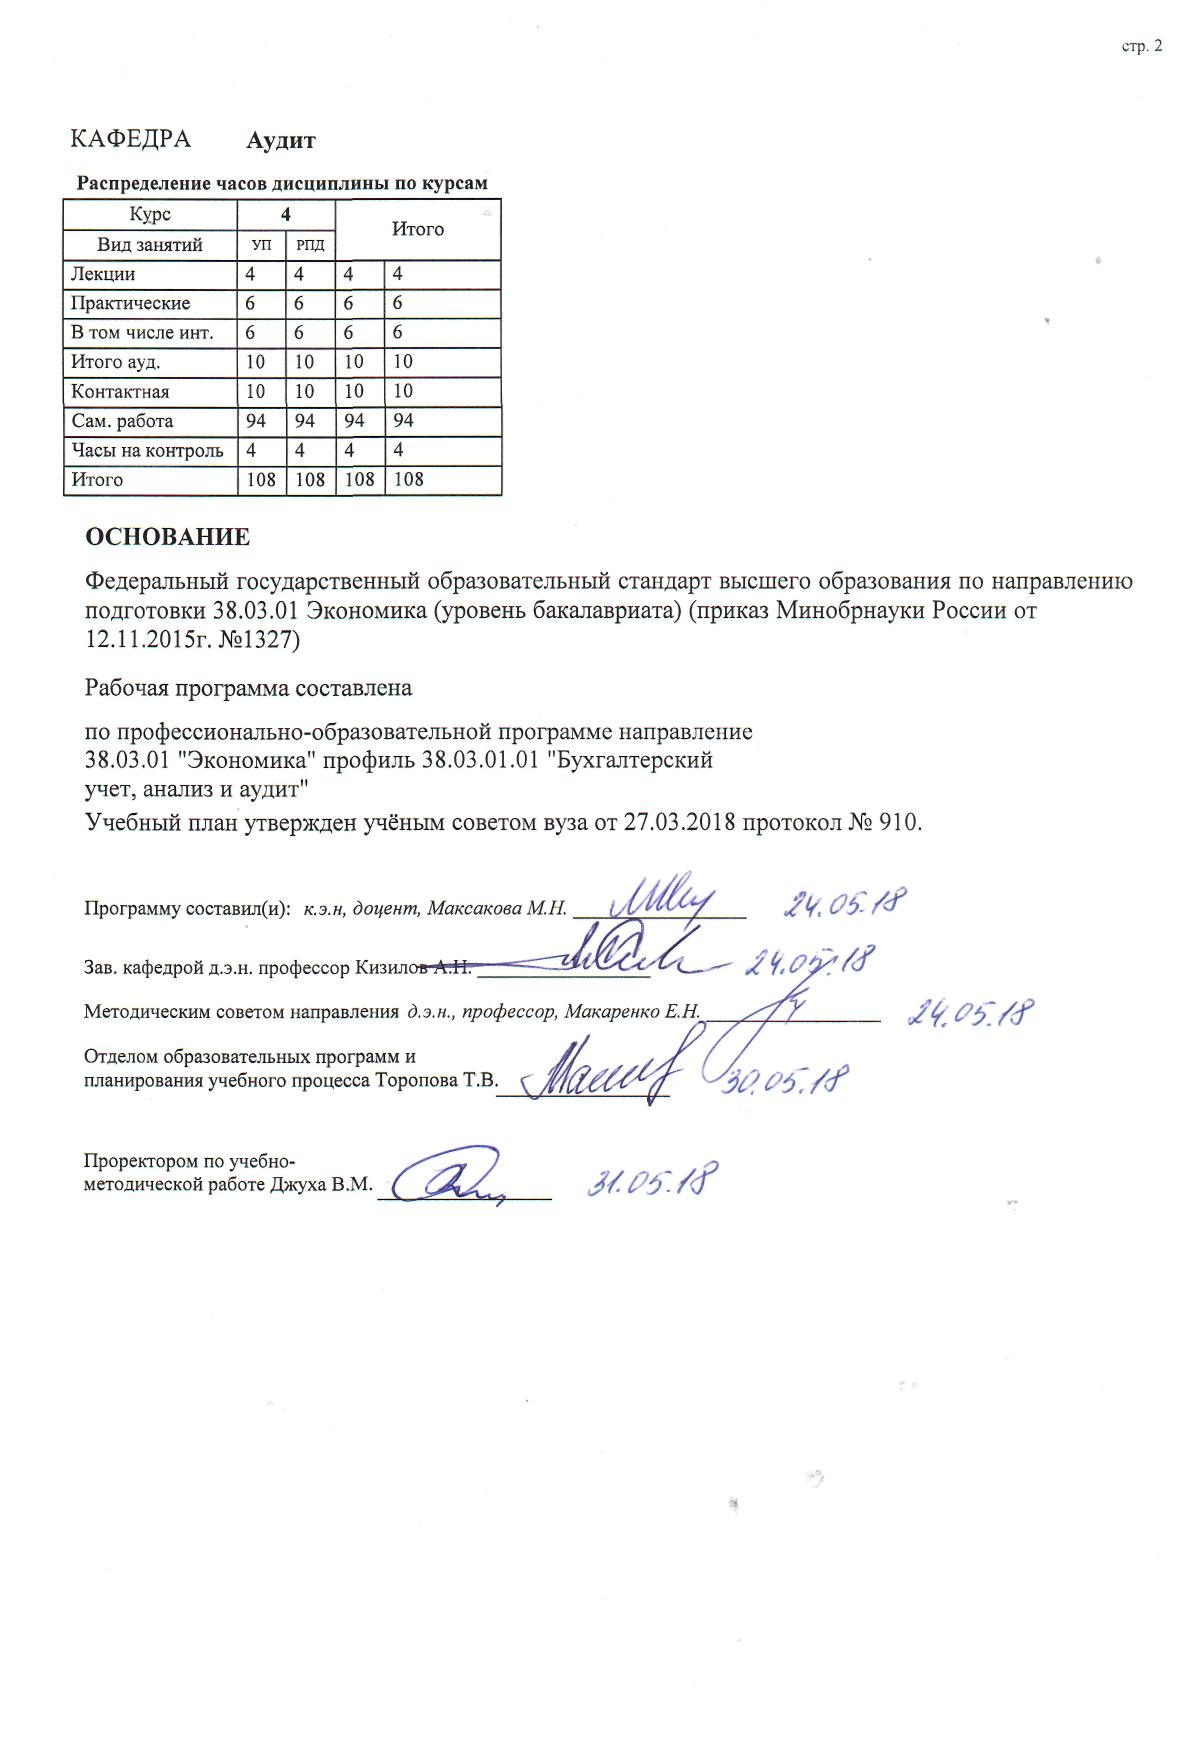 стр. 2
КАФЕДРА Аудит
Распределение часов дисциплины по курсам
Курс 4 Итого
Вид занятий УП РПД
Лекции 4 4 4 4
Практические 6 6 6 6
В том числе инт. 6 6 6 6
Итого ауд. 10 10 10 10
Контактная 10 10 10 10
Сам. работа 94 94 94 94
Часы на контроль 4 4 4 4
Итого 108 108 108 108
ОСНОВАНИЕ
Федеральный государственный образовательный стандарт высшего образования по направлению
подготовки 38.03.01 Экономика (уровень бакалавриата) (приказ Минобрнауки России от
12.11.2015г. №1327)
Рабочая программа составлена
по профессионально-образовательной программе направление
38.03.01 "Экономика" профиль 38.03.01.01 "Бухгалтерский
учет, анализ и аудит"
Учебный план утвержден учёным советом вуза от 27.03.2018 протокол № 910.
Программу составил(и): к.э.н, доцент, Максакова М.Н. 24.05.18
Зав. кафедрой д.э.н. профессор Кизилов А.Н. 24.05.18
Методическим советом направления д.э.н., профессор, Макаренко Е.Н. 24.05.18
Отделом образовательных программ и
планирования учебного процесса Торопова Т.В. 30.05.18
Проректором по учебно-
методической работе Джуха В.М. 31.05.18